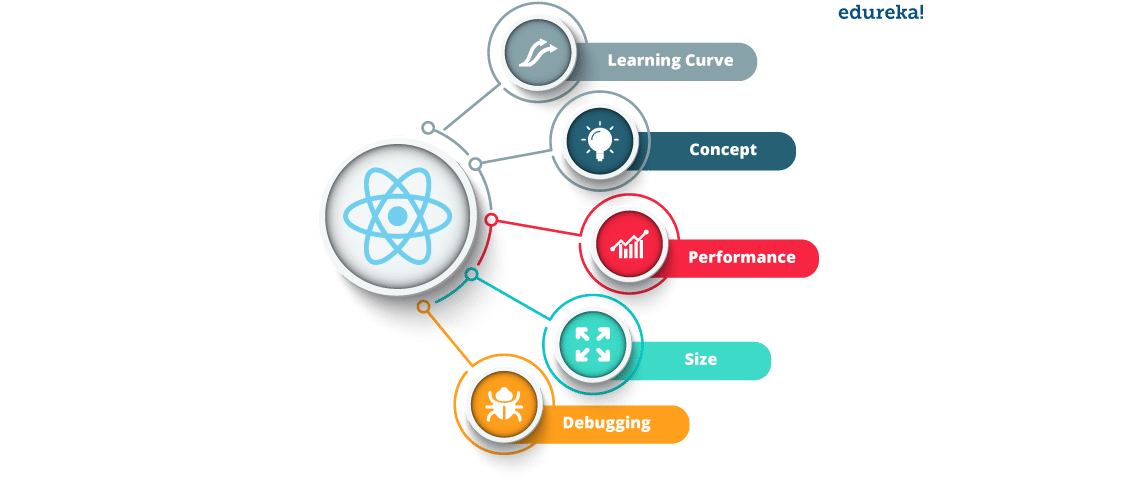 edureka!
Learning Curve
Concept
Performance
Size
Debugging